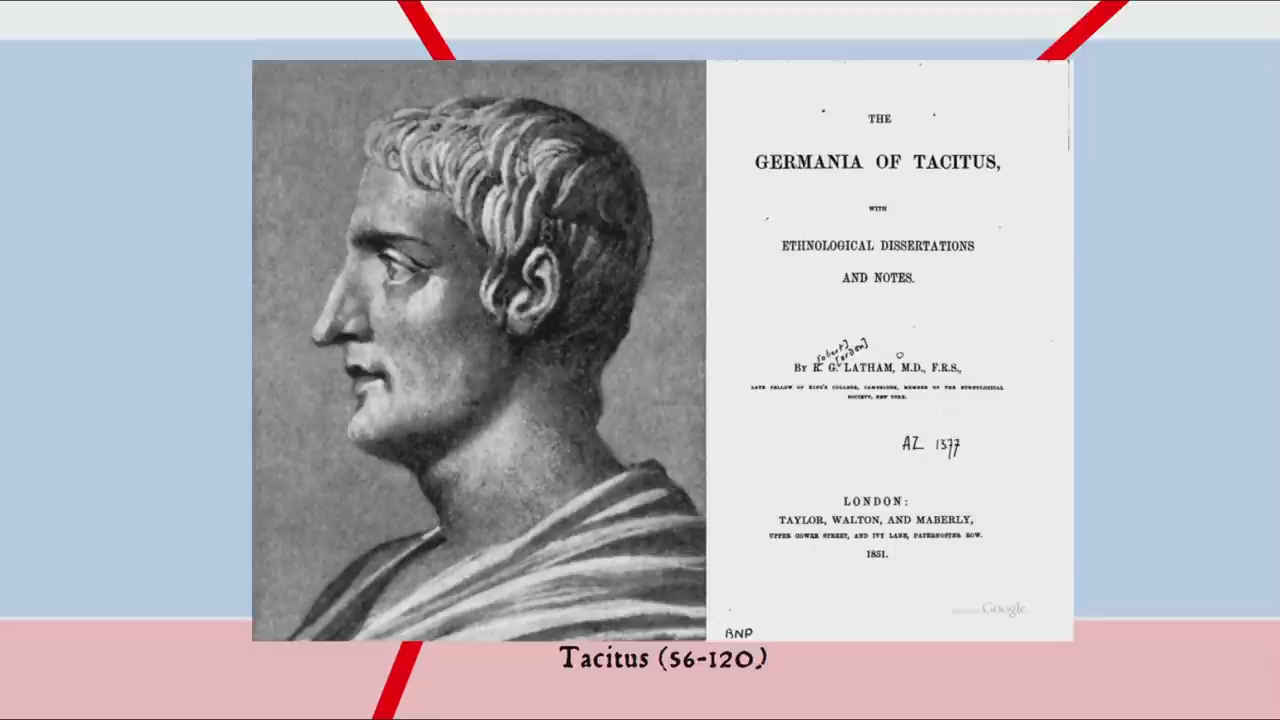 THE
GERMANIA OF TACITUS,
WITH
ETHNOLOGICAL DISSERTATIONS
AND NOTES.
obert] [ordon]
BY R. G. LATHAM, M.D., F.R.S.,
LATE FELLOW OF KING'S COLLEGE, CAMBRIDGE, MEMBER OF THE ETHNOLOGICAL
SOCIETY, NEW YORK.
AZ 1377
LONDON:
TAYLOR, WALTON, AND MABERLY,
UPPER GOWER STREET, AND IVY LANE, PATERNOSTER ROW.
1851.
Google
BNP
Tacitus (56-120)